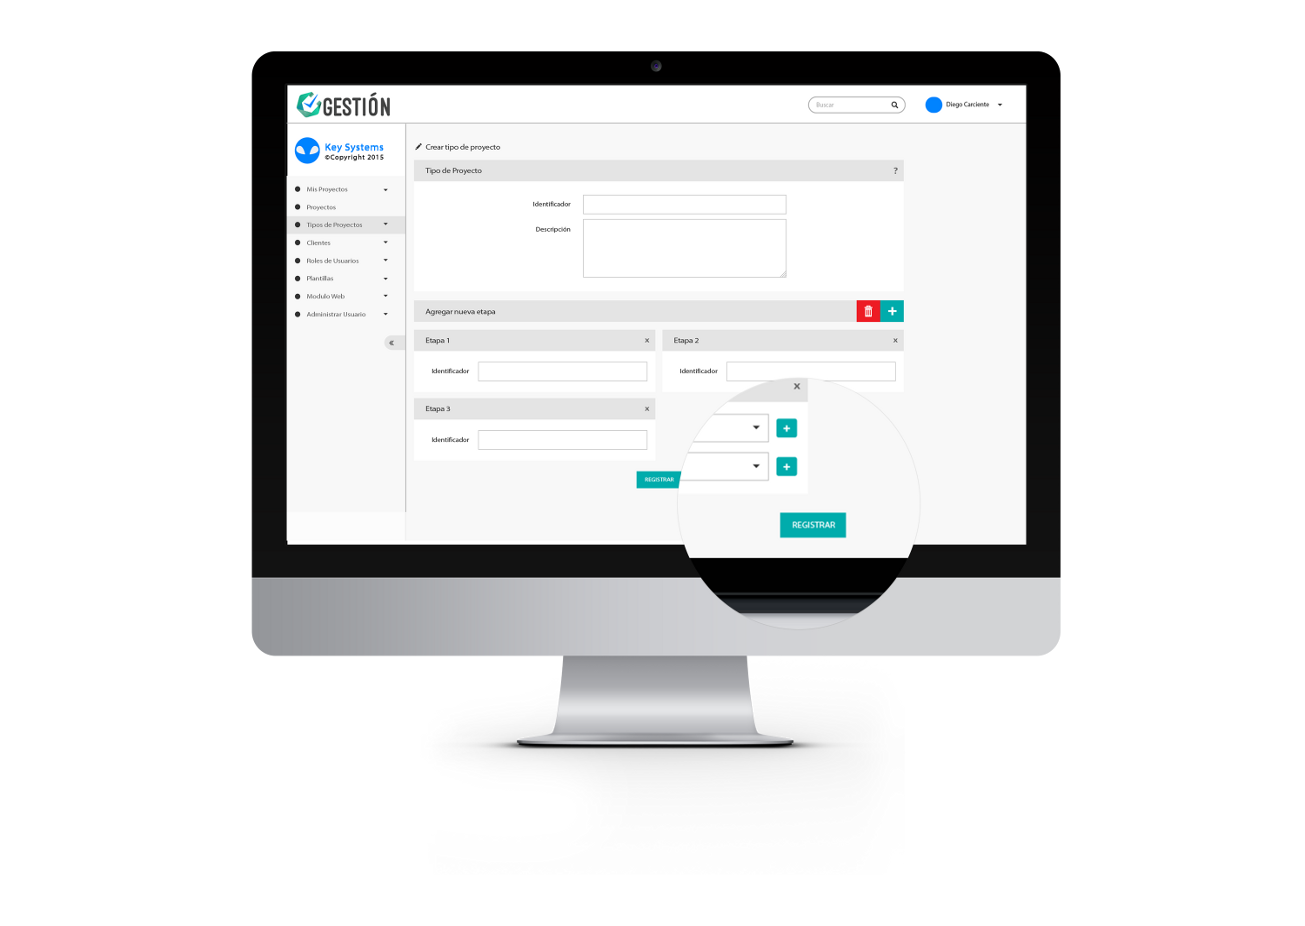 GESTIÓN
Buscar
Diego Carciente
Key Systems
©Copyright 2015
Mis Proyectos
Proyectos
Tipos de Proyectos
Clientes
Roles de Usuarios
Plantillas
Modulo Web
Administrar Usuario
«
Crear tipo de proyecto
Tipo de Proyecto ?
Identificador
Descripción
Agregar nueva etapa +
Etapa 1 x
Etapa 2 x
Identificador
Identificador
Etapa 3 x
Identificador
REGISTRAR
x
+
+
REGISTRAR